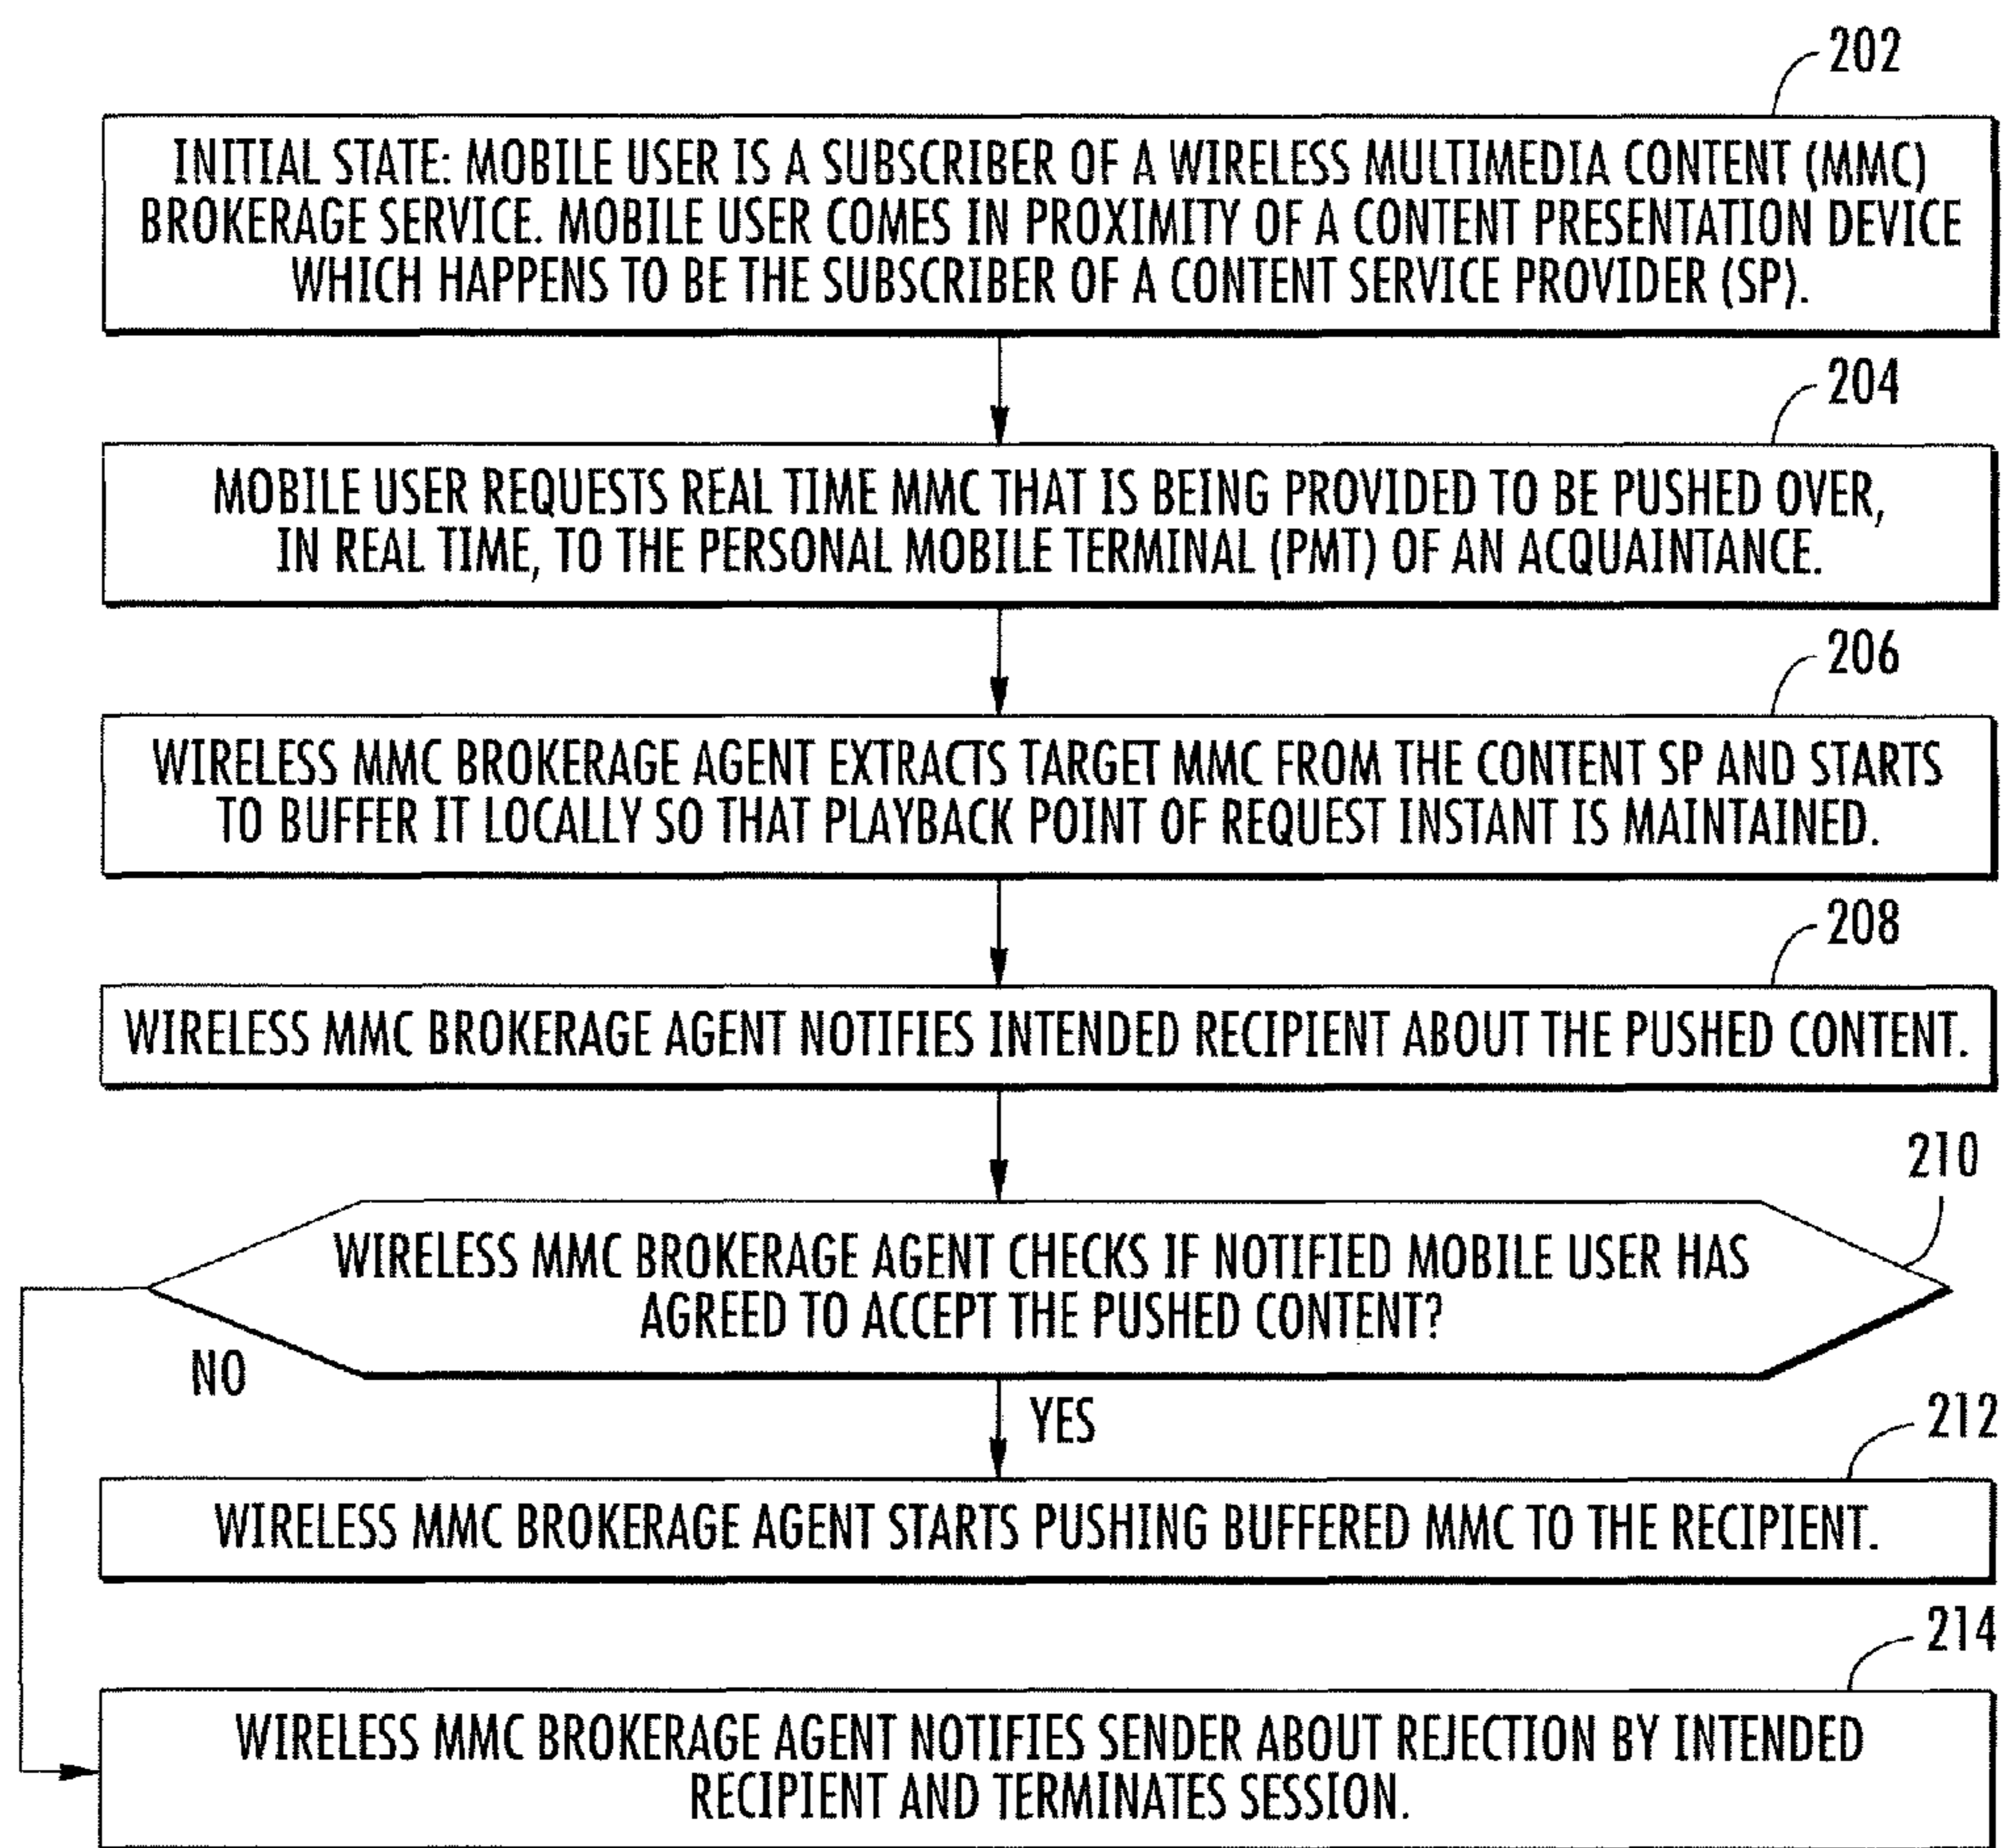 202
INITIAL STATE: MOBILE USER IS A SUBSCRIBER OF A WIRELESS MULTIMEDIA CONTENT (MMC)
BROKERAGE SERVICE. MOBILE USER COMES IN PROXIMITY OF A CONTENT PRESENTATION DEVICE
WHICH HAPPENS TO BE THE SUBSCRIBER OF A CONTENT SERVICE PROVIDER (SP).
204
MOBILE USER REQUESTS REAL TIME MMC THAT IS BEING PROVIDED TO BE PUSHED OVER,
IN REAL TIME, TO THE PERSONAL MOBILE TERMINAL (PMT) OF AN ACQUAINTANCE.
206
WIRELESS MMC BROKERAGE AGENT EXTRACTS TARGET MMC FROM THE CONTENT SP AND STARTS
TO BUFFER IT LOCALLY SO THAT PLAYBACK POINT OF REQUEST INSTANT IS MAINTAINED.
208
WIRELESS MMC BROKERAGE AGENT NOTIFIES INTENDED RECIPIENT ABOUT THE PUSHED CONTENT.
210
WIRELESS MMC BROKERAGE AGENT CHECKS IF NOTIFIED MOBILE USER HAS
AGREED TO ACCEPT THE PUSHED CONTENT?
NO
YES
212
WIRELESS MMC BROKERAGE AGENT STARTS PUSHING BUFFERED MMC TO THE RECIPIENT.
214
WIRELESS MMC BROKERAGE AGENT NOTIFIES SENDER ABOUT REJECTION BY INTENDED
RECIPIENT AND TERMINATES SESSION.